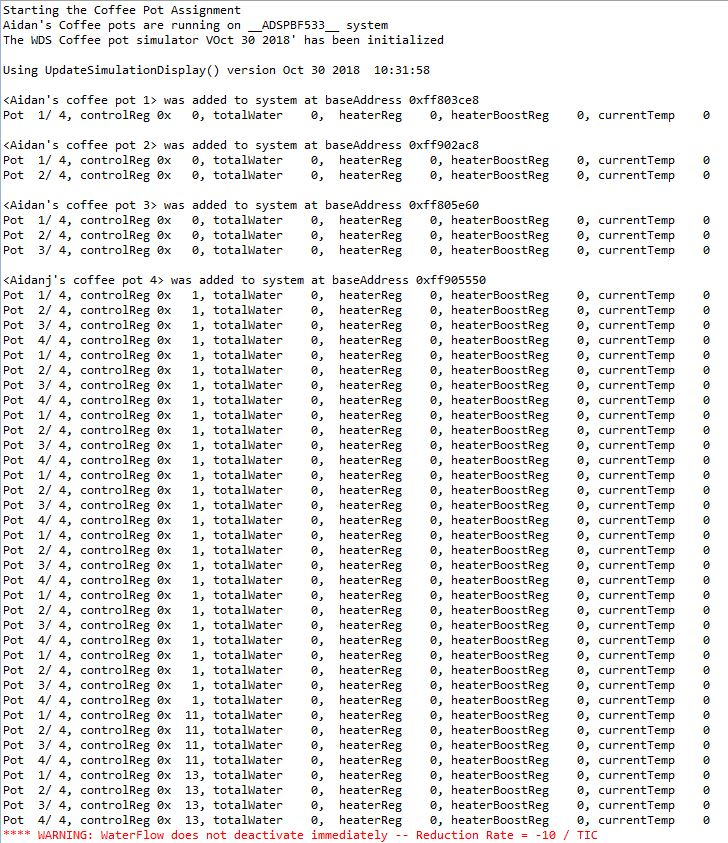 Starting the Coffee Pot Assignment
Aidan's Coffee pots are running on __ADSPBF533__ system
The WDS Coffee pot simulator VOct 30 2018' has been initialized
Using UpdateSimulationDisplay() version Oct 30 2018  10:31:58
<Aidan's coffee pot 1> was added to system at baseAddress 0xff803ce8
Pot  1/ 4, controlReg 0x   0, totalWater    0,  heaterReg    0, heaterBoostReg    0, currentTemp    0
<Aidan's coffee pot 2> was added to system at baseAddress 0xff902ac8
Pot  1/ 4, controlReg 0x   0, totalWater    0,  heaterReg    0, heaterBoostReg    0, currentTemp    0
Pot  2/ 4, controlReg 0x   0, totalWater    0,  heaterReg    0, heaterBoostReg    0, currentTemp    0
<Aidan's coffee pot 3> was added to system at baseAddress 0xff805e60
Pot  1/ 4, controlReg 0x   0, totalWater    0,  heaterReg    0, heaterBoostReg    0, currentTemp    0
Pot  2/ 4, controlReg 0x   0, totalWater    0,  heaterReg    0, heaterBoostReg    0, currentTemp    0
Pot  3/ 4, controlReg 0x   0, totalWater    0,  heaterReg    0, heaterBoostReg    0, currentTemp    0
<Aidanj's coffee pot 4> was added to system at baseAddress 0xff905550
Pot  1/ 4, controlReg 0x   1, totalWater    0,  heaterReg    0, heaterBoostReg    0, currentTemp    0
Pot  2/ 4, controlReg 0x   1, totalWater    0,  heaterReg    0, heaterBoostReg    0, currentTemp    0
Pot  3/ 4, controlReg 0x   1, totalWater    0,  heaterReg    0, heaterBoostReg    0, currentTemp    0
Pot  4/ 4, controlReg 0x   1, totalWater    0,  heaterReg    0, heaterBoostReg    0, currentTemp    0
Pot  1/ 4, controlReg 0x   1, totalWater    0,  heaterReg    0, heaterBoostReg    0, currentTemp    0
Pot  2/ 4, controlReg 0x   1, totalWater    0,  heaterReg    0, heaterBoostReg    0, currentTemp    0
Pot  3/ 4, controlReg 0x   1, totalWater    0,  heaterReg    0, heaterBoostReg    0, currentTemp    0
Pot  4/ 4, controlReg 0x   1, totalWater    0,  heaterReg    0, heaterBoostReg    0, currentTemp    0
Pot  1/ 4, controlReg 0x   1, totalWater    0,  heaterReg    0, heaterBoostReg    0, currentTemp    0
Pot  2/ 4, controlReg 0x   1, totalWater    0,  heaterReg    0, heaterBoostReg    0, currentTemp    0
Pot  3/ 4, controlReg 0x   1, totalWater    0,  heaterReg    0, heaterBoostReg    0, currentTemp    0
Pot  4/ 4, controlReg 0x   1, totalWater    0,  heaterReg    0, heaterBoostReg    0, currentTemp    0
Pot  1/ 4, controlReg 0x   1, totalWater    0,  heaterReg    0, heaterBoostReg    0, currentTemp    0
Pot  2/ 4, controlReg 0x   1, totalWater    0,  heaterReg    0, heaterBoostReg    0, currentTemp    0
Pot  3/ 4, controlReg 0x   1, totalWater    0,  heaterReg    0, heaterBoostReg    0, currentTemp    0
Pot  4/ 4, controlReg 0x   1, totalWater    0,  heaterReg    0, heaterBoostReg    0, currentTemp    0
Pot  1/ 4, controlReg 0x   1, totalWater    0,  heaterReg    0, heaterBoostReg    0, currentTemp    0
Pot  2/ 4, controlReg 0x   1, totalWater    0,  heaterReg    0, heaterBoostReg    0, currentTemp    0
Pot  3/ 4, controlReg 0x   1, totalWater    0,  heaterReg    0, heaterBoostReg    0, currentTemp    0
Pot  4/ 4, controlReg 0x   1, totalWater    0,  heaterReg    0, heaterBoostReg    0, currentTemp    0
Pot  1/ 4, controlReg 0x   1, totalWater    0,  heaterReg    0, heaterBoostReg    0, currentTemp    0
Pot  2/ 4, controlReg 0x   1, totalWater    0,  heaterReg    0, heaterBoostReg    0, currentTemp    0
Pot  3/ 4, controlReg 0x   1, totalWater    0,  heaterReg    0, heaterBoostReg    0, currentTemp    0
Pot  4/ 4, controlReg 0x   1, totalWater    0,  heaterReg    0, heaterBoostReg    0, currentTemp    0
Pot  1/ 4, controlReg 0x   1, totalWater    0,  heaterReg    0, heaterBoostReg    0, currentTemp    0
Pot  2/ 4, controlReg 0x   1, totalWater    0,  heaterReg    0, heaterBoostReg    0, currentTemp    0
Pot  3/ 4, controlReg 0x   1, totalWater    0,  heaterReg    0, heaterBoostReg    0, currentTemp    0
Pot  4/ 4, controlReg 0x   1, totalWater    0,  heaterReg    0, heaterBoostReg    0, currentTemp    0
Pot  1/ 4, controlReg 0x  11, totalWater    0,  heaterReg    0, heaterBoostReg    0, currentTemp    0
Pot  2/ 4, controlReg 0x  11, totalWater    0,  heaterReg    0, heaterBoostReg    0, currentTemp    0
Pot  3/ 4, controlReg 0x  11, totalWater    0,  heaterReg    0, heaterBoostReg    0, currentTemp    0
Pot  4/ 4, controlReg 0x  11, totalWater    0,  heaterReg    0, heaterBoostReg    0, currentTemp    0
Pot  1/ 4, controlReg 0x  13, totalWater    0,  heaterReg    0, heaterBoostReg    0, currentTemp    0
Pot  2/ 4, controlReg 0x  13, totalWater    0,  heaterReg    0, heaterBoostReg    0, currentTemp    0
Pot  3/ 4, controlReg 0x  13, totalWater    0,  heaterReg    0, heaterBoostReg    0, currentTemp    0
Pot  4/ 4, controlReg 0x  13, totalWater    0,  heaterReg    0, heaterBoostReg    0, currentTemp    0
**** WARNING: WaterFlow does not deactivate immediately -- Reduction Rate = -10 / TIC